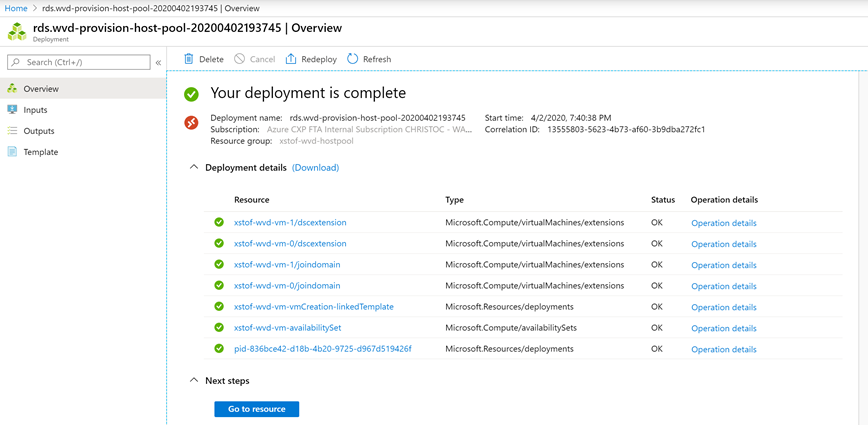 Home > rds.wvd-provision-host-pool-20200402193745 | Overview
rds.wvd-provision-host-pool-20200402193745 | Overview
Deployment
Search (Ctrl+/) «
Delete Cancel Redeploy Refresh
Overview
Inputs
Outputs
Template
Your deployment is complete
Deployment name: rds.wvd-provision-host-pool-20200402193745 Start time: 4/2/2020, 7:40:38 PM
Subscription: Azure CXP FTA Internal Subscription CHRISTOC - WA... Correlation ID: 13555803-5623-4b73-af60-3b9dba272fc1
Resource group: xstof-wvd-hostpool
Deployment details (Download)
Resource Type Status Operation details
xstof-wvd-vm-1/dscextension Microsoft.Compute/virtualMachines/extensions OK Operation details
xstof-wvd-vm-0/dscextension Microsoft.Compute/virtualMachines/extensions OK Operation details
xstof-wvd-vm-1/joindomain Microsoft.Compute/virtualMachines/extensions OK Operation details
xstof-wvd-vm-0/joindomain Microsoft.Compute/virtualMachines/extensions OK Operation details
xstof-wvd-vm-vmCreation-linkedTemplate Microsoft.Resources/deployments OK Operation details
xstof-wvd-vm-availabilitySet Microsoft.Compute/availabilitySets OK Operation details
pid-836bce42-d18b-4b20-9725-d967d519426f Microsoft.Resources/deployments OK Operation details
Next steps
Go to resource